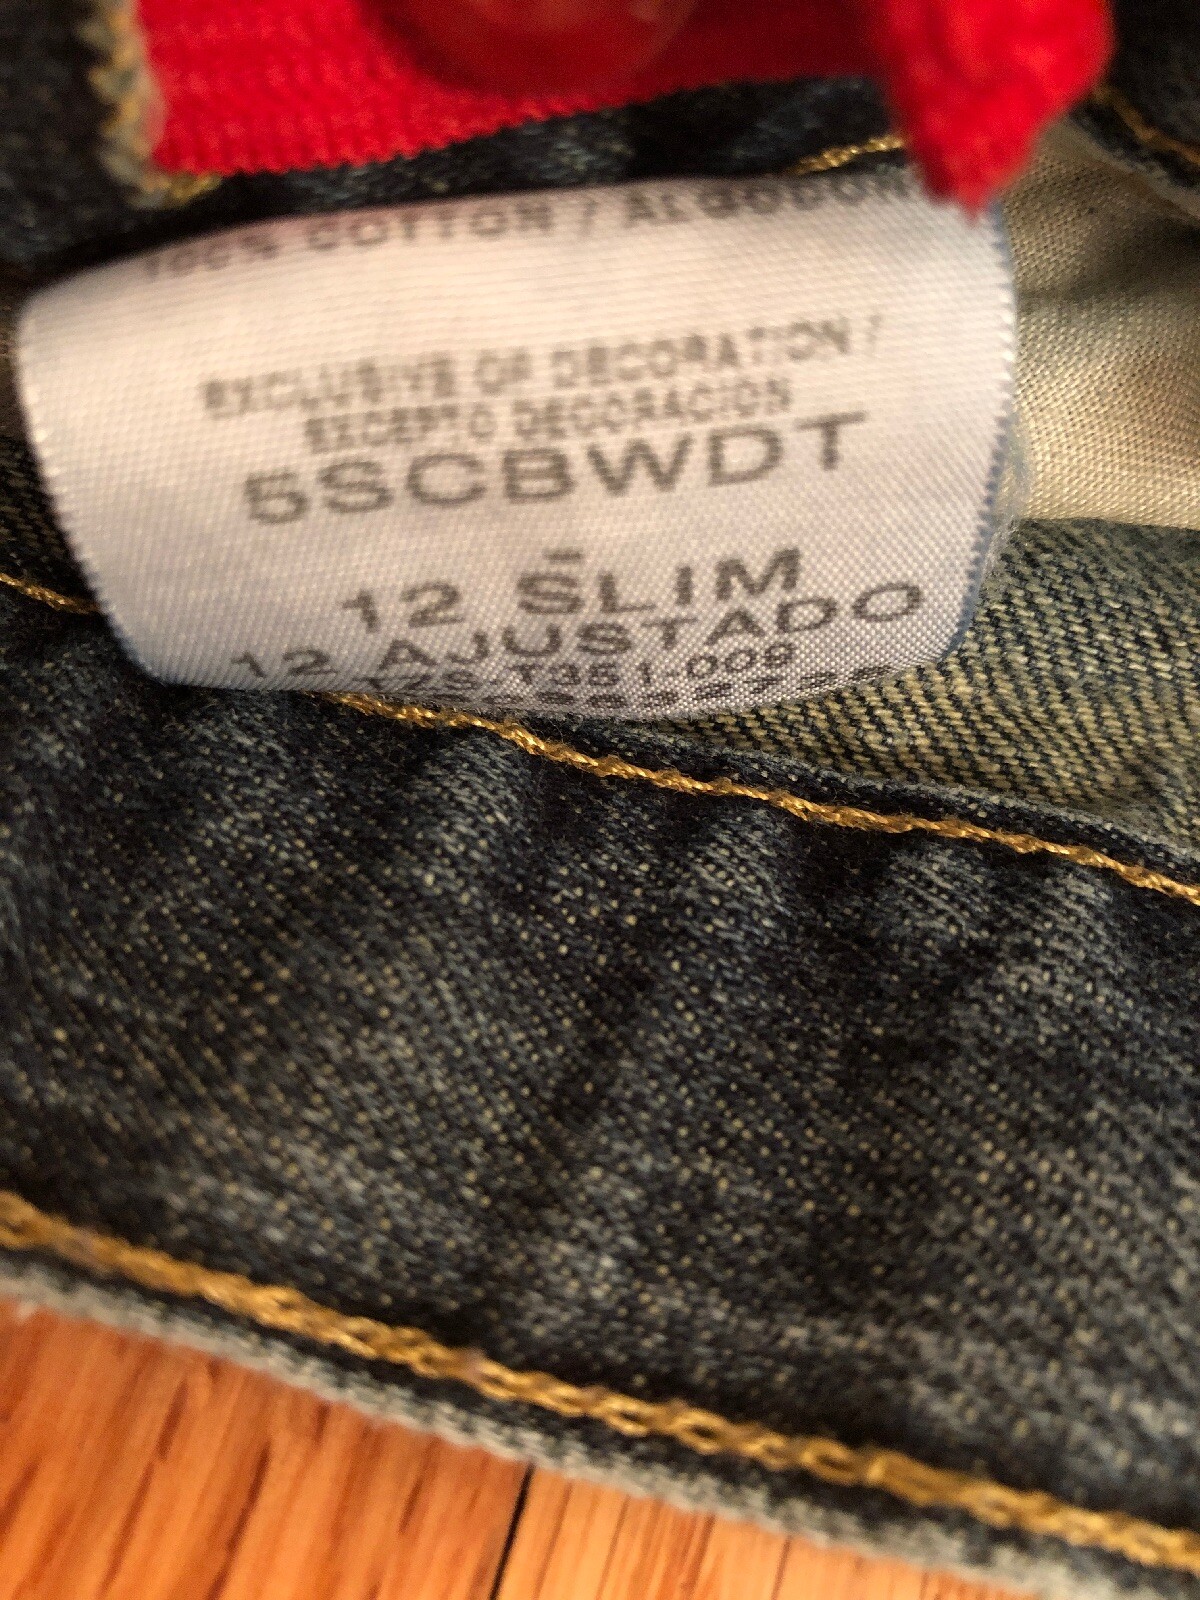 100% COTTON / ALGODON
EXCLUSIVE OF DECORATION /
EXCEPTO DECORACION
5SCBWDT
12 SLIM
12 AJUSTADO